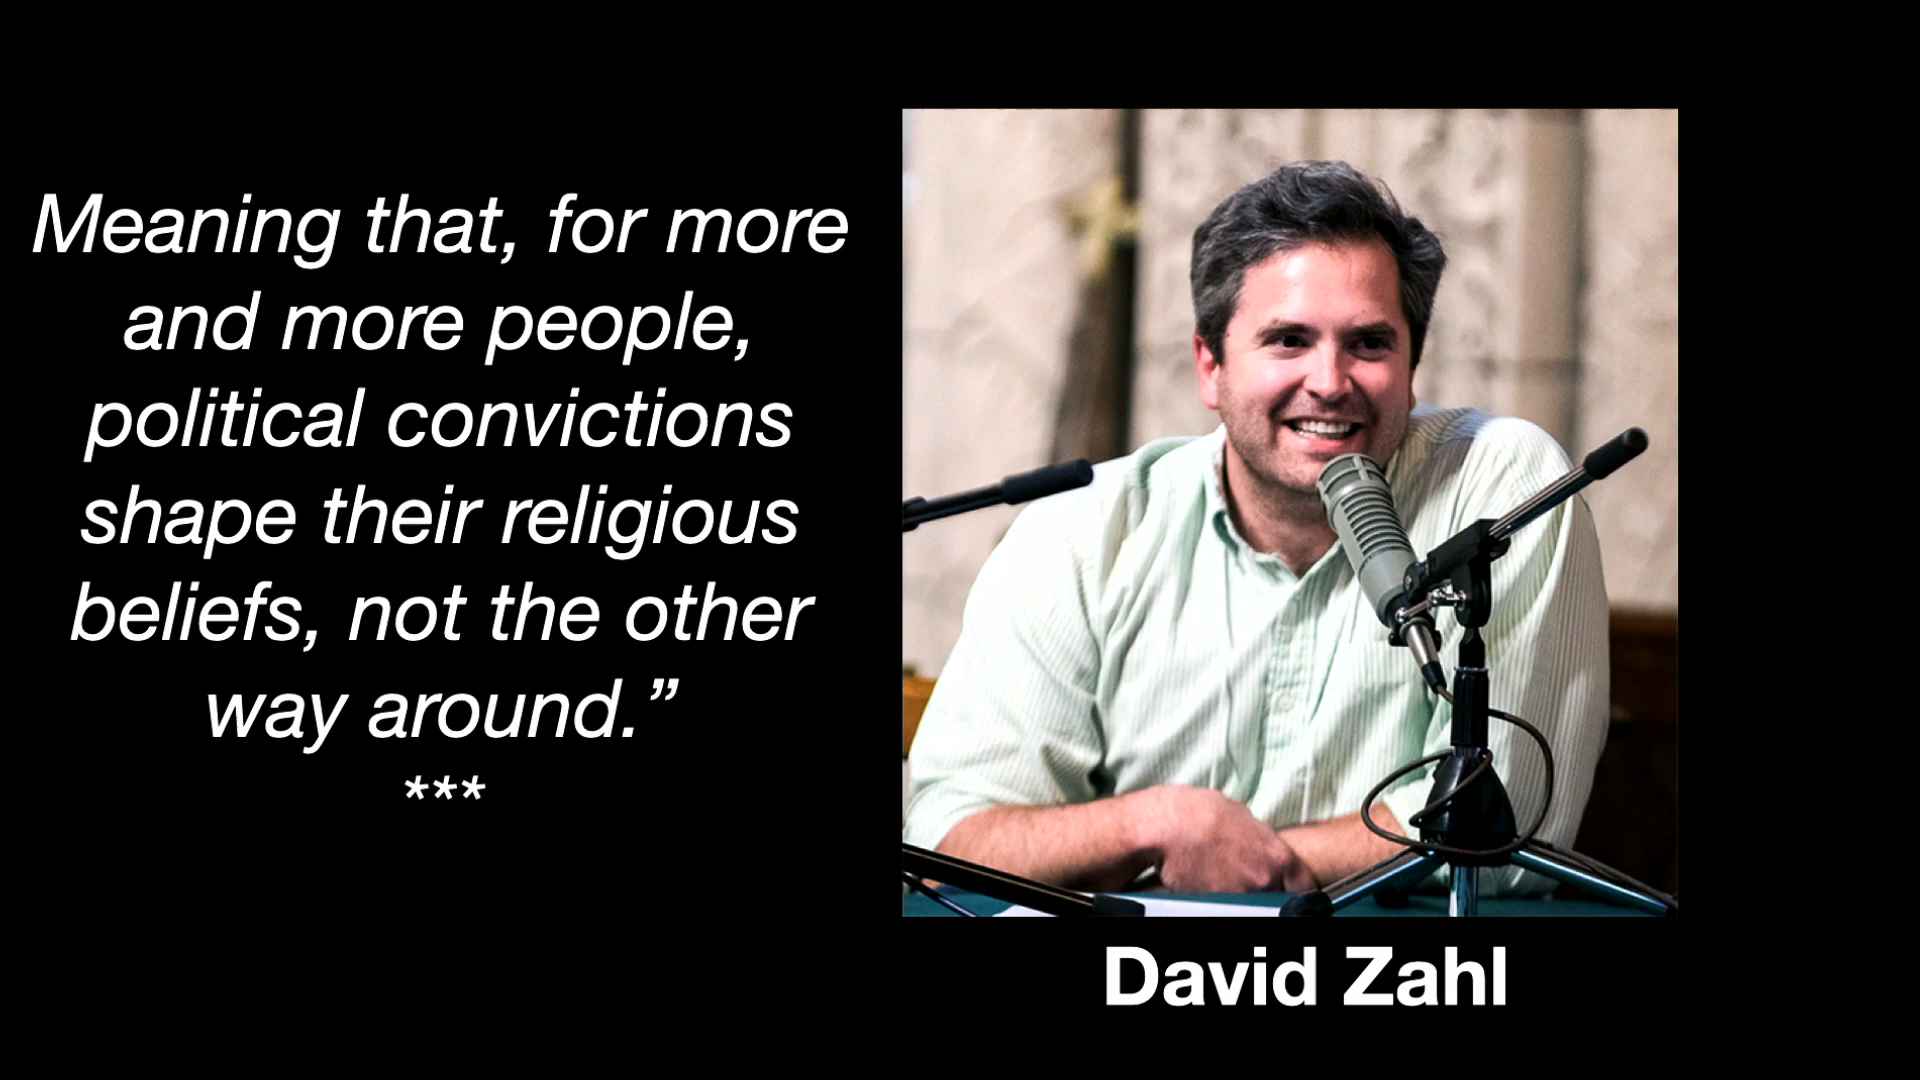 Meaning that, for more
and more people,
political convictions
shape their religious
beliefs, not the other
way around.”
***
David Zahl